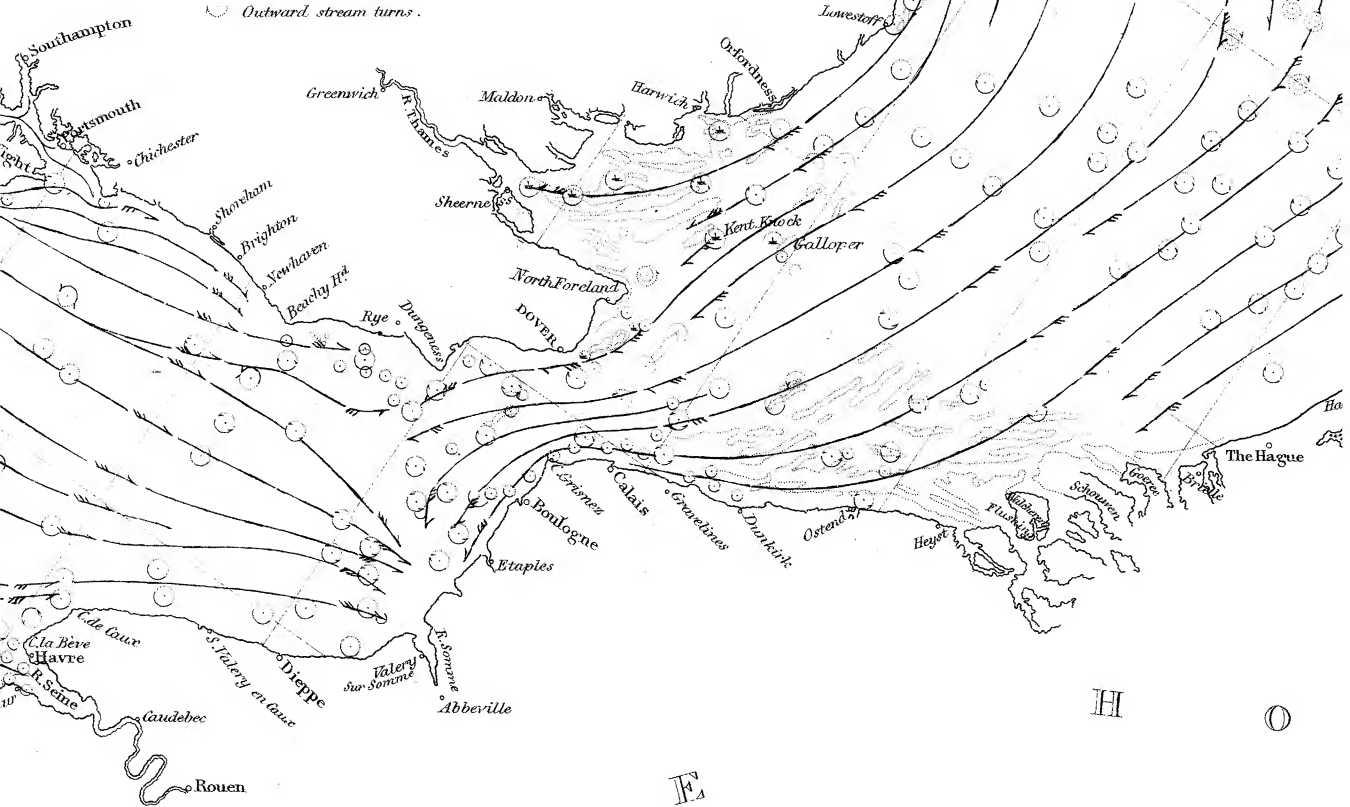 Outward stream turns.
Lowestoff
Southampton
Orfordness
Greenwich
R. Thames
Maldon
Harwich
Portsmouth
Chichester
Sheerness
Shoreham
Brighton
Kent. Knock
Galloper
Newhaven
North Foreland
Beachy Hd
Rye
Dungeness
DOVER
The Hague
Grisnez
Calais
Goeree
Brielle
Schouwen
Boulogne
Gravelines
Dunkirk
Ostend
Flushing
Heyst
Etaples
C. de Caux
C. la Bève
Havre
R. Seine
S. Valery en Caux
Dieppe
Valery
Sur Somme
R. Somme
Abbeville
Caudebec
Rouen
H
O
E